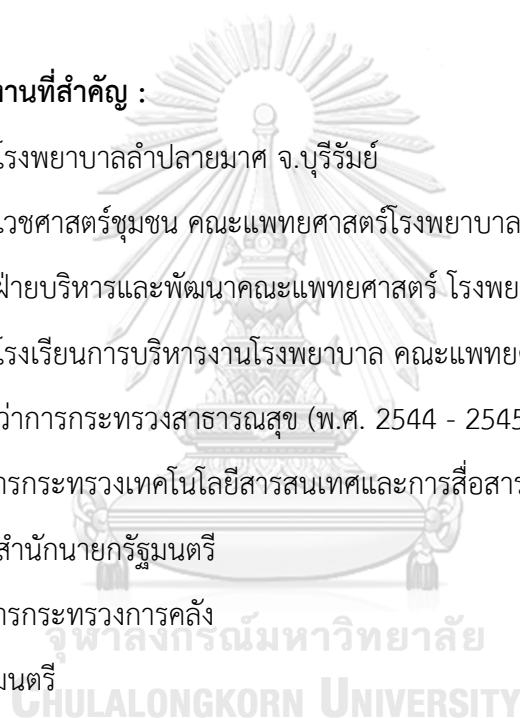 งานที่สำคัญ :
โรงพยาบาลลำปลายมาศ จ.บุรีรัมย์
เวชศาสตร์ชุมชน คณะแพทยศาสตร์โรงพยาบาล
ฝ่ายบริหารและพัฒนาคณะแพทยศาสตร์ โรงพย
โรงเรียนการบริหารงานโรงพยาบาล คณะแพทย
ว่าการกระทรวงสาธารณสุข (พ.ศ. 2544 - 2545
การกระทรวงเทคโนโลยีสารสนเทศและการสื่อสาร
สำนักนายกรัฐมนตรี
การกระทรวงการคลัง
จุฬาลงกรณ์มหาวิทยาลัย
มนตรี
CHULALONGKORN UNIVERSITY